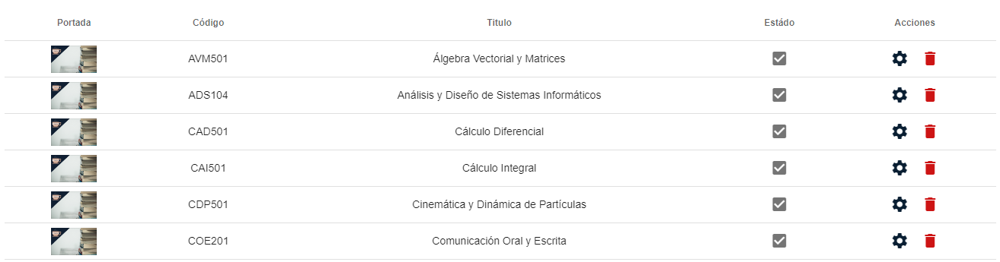 Portada Código Titulo Estádo Acciones
AVM501 Álgebra Vectorial y Matrices
ADS104 Análisis y Diseño de Sistemas Informáticos
CAD501 Cálculo Diferencial
CAI501 Cálculo Integral
CDP501 Cinemática y Dinámica de Partículas
COE201 Comunicación Oral y Escrita